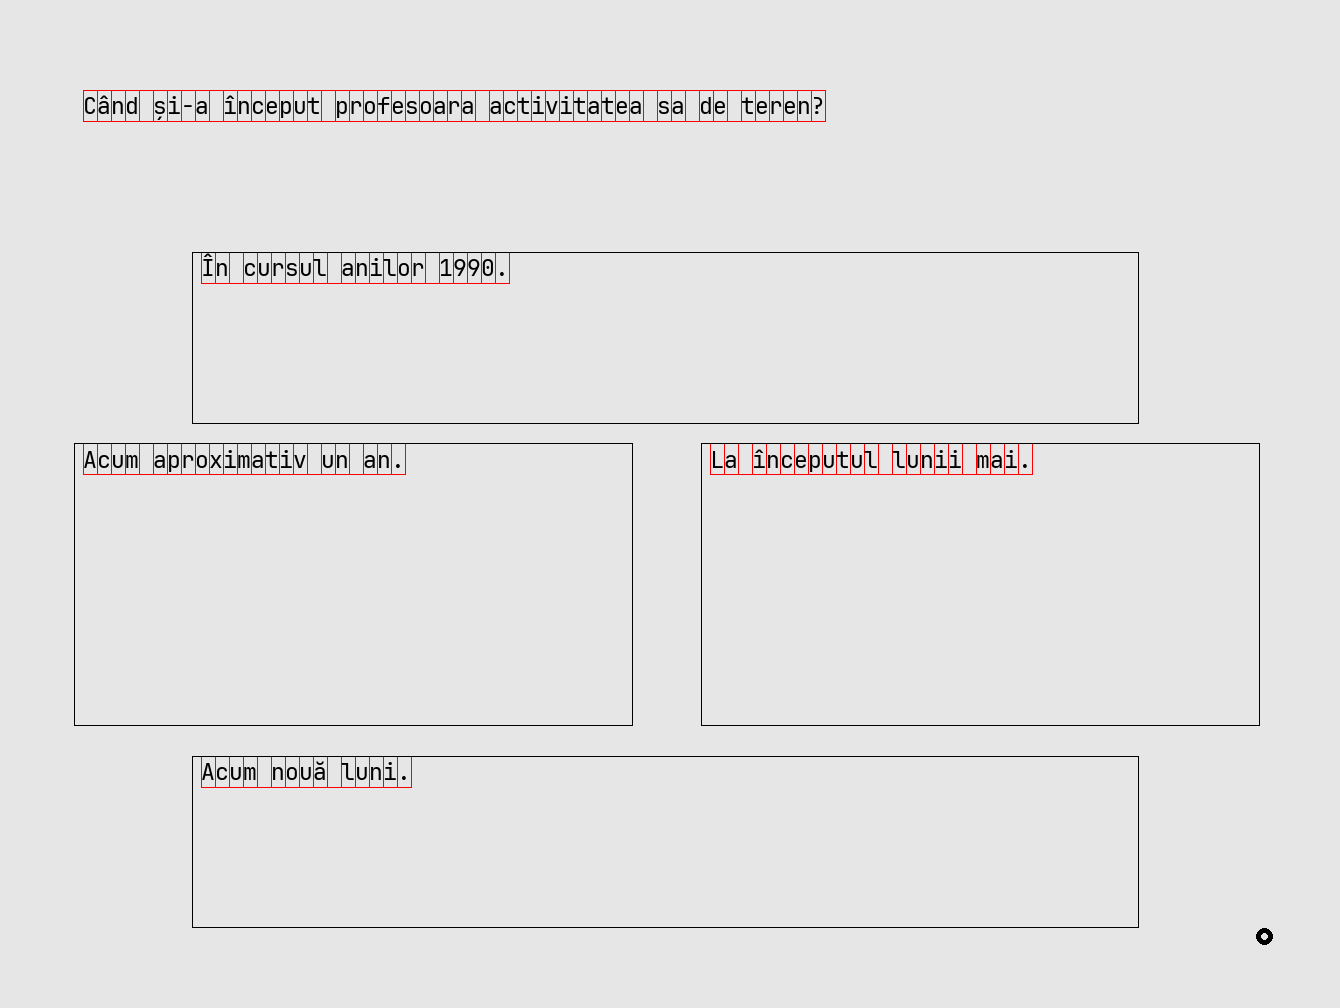 Când și-a început profesoara activitatea sa de teren?
În cursul anilor 1990.
Acum aproximativ un an.
La începutul lunii mai.
Acum nouă luni.